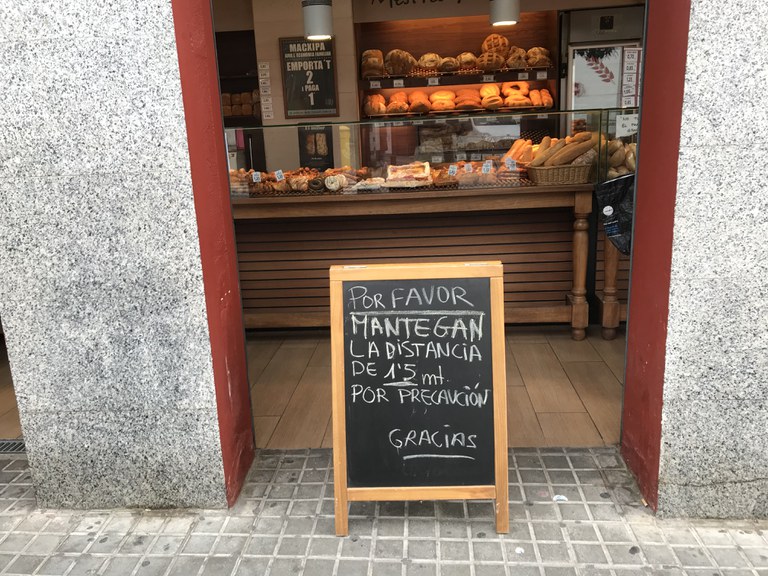 MACXIPA
EMPORTA'T
2
I PAGA
1
POR FAVOR
MANTEGAN
LA DISTANCIA
DE 1'5 mt.
POR PRECAUCIÓN
GRACIAS